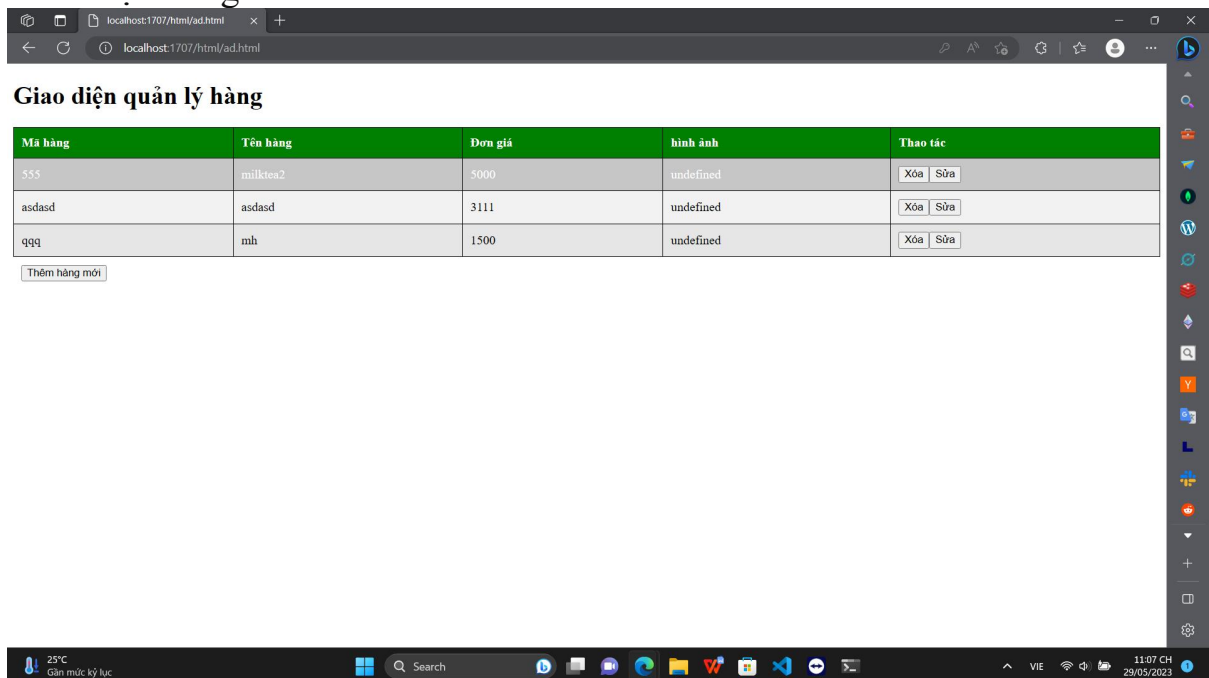 localhost:1707/html/ad.html
localhost:1707/html/ad.html
Giao diện quản lý hàng
Mã hàng Tên hàng Đơn giá hình ảnh Thao tác
555 milktea2 5000 undefined Xóa Sửa
asdasd asdasd 3111 undefined Xóa Sửa
qqq mh 1500 undefined Xóa Sửa
Thêm hàng mới
25°C
Gần mức kỷ lục
Search
VIE
11:07 CH
29/05/2023
1